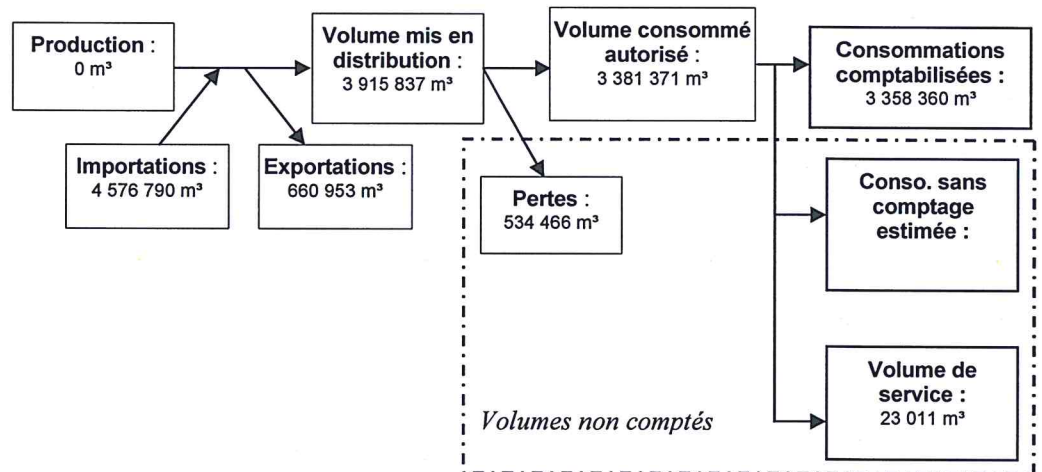 Production :
0 m³
Volume mis en
distribution :
3 915 837 m³
Volume consommé
autorisé :
3 381 371 m³
Consommations
comptabilisées :
3 358 360 m³
Importations :
4 576 790 m³
Exportations :
660 953 m³
Pertes :
534 466 m³
Conso. sans
comptage
estimée :
Volume de
service :
23 011 m³
Volumes non comptés